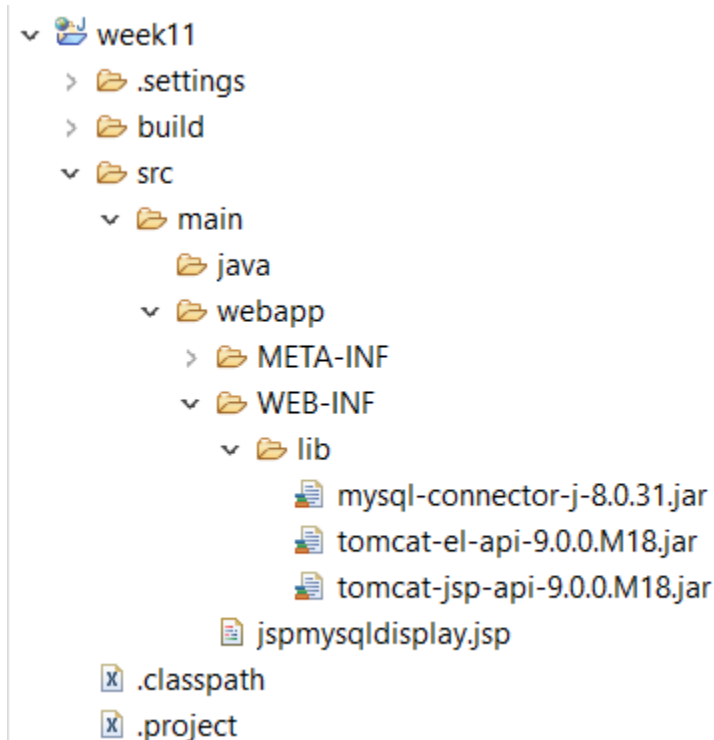 week11
.settings
build
src
main
java
webapp
META-INF
WEB-INF
lib
mysql-connector-j-8.0.31.jar
tomcat-el-api-9.0.0.M18.jar
tomcat-jsp-api-9.0.0.M18.jar
jspmysqldisplay.jsp
.classpath
.project